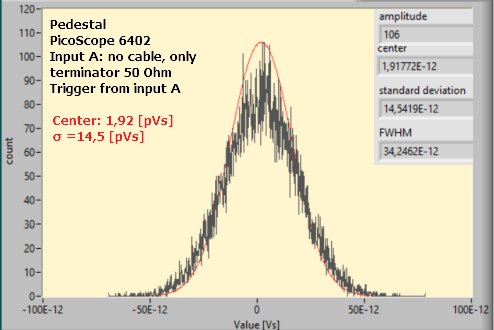 Pedestal
PicoScope 6402
Input A: no cable, only
terminator 50 Ohm
Trigger from input A
Center: 1,92 [pVs]
σ =14,5 [pVs]
amplitude
106
center
1,91772E-12
standard deviation
14,5419E-12
FWHM
34,2462E-12
count
120
110
100
90
80
70
60
50
40
30
20
10
0
-100E-12 -50E-12 0 50E-12 100E-12
Value [Vs]